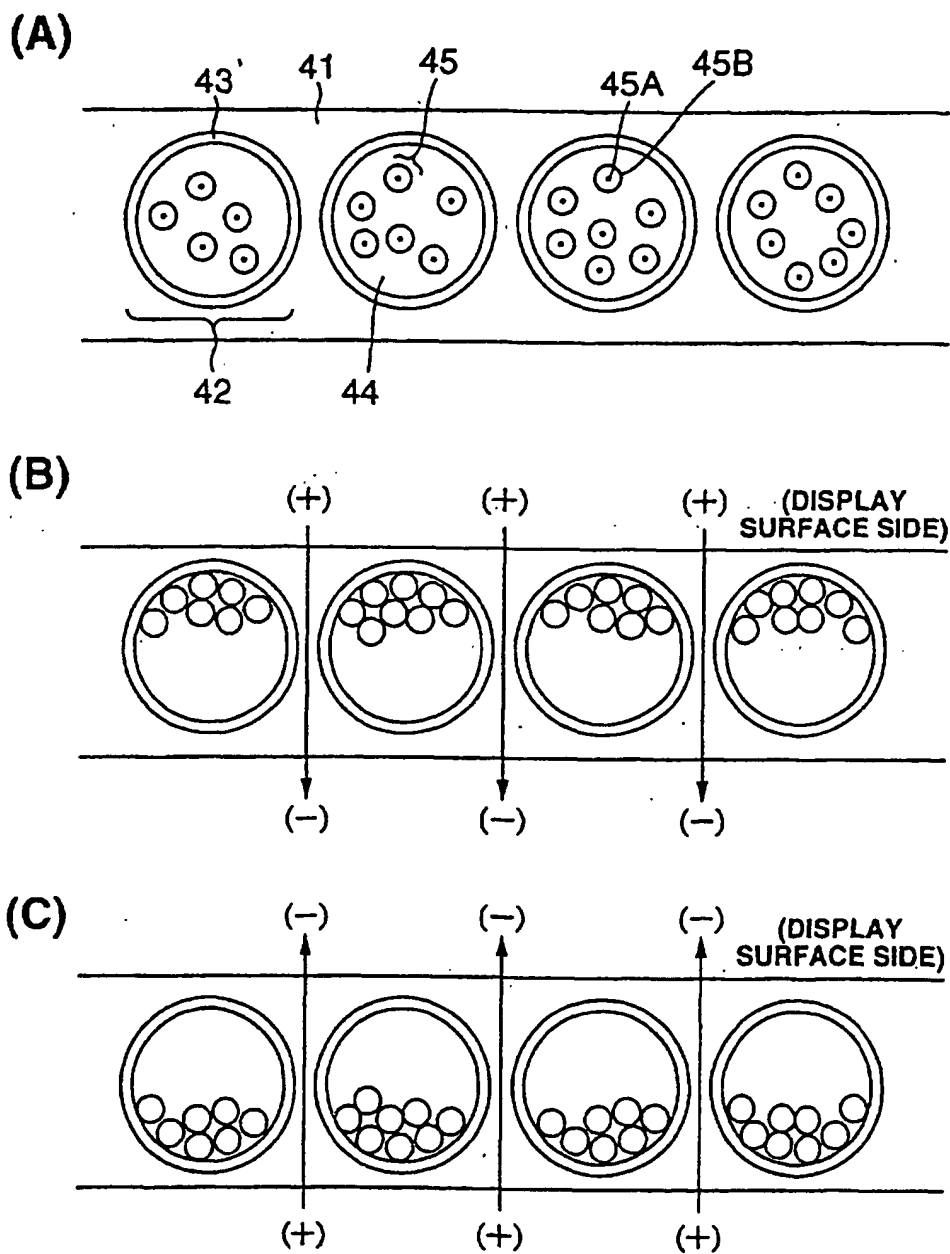 (A)
43' 41 45 45A 45B
42 44
(B)
(+) (+) (+) (DISPLAY
SURFACE SIDE)
(−) (−) (−)
(C)
(−) (−) (−) (DISPLAY
SURFACE SIDE)
(+) (+) (+)